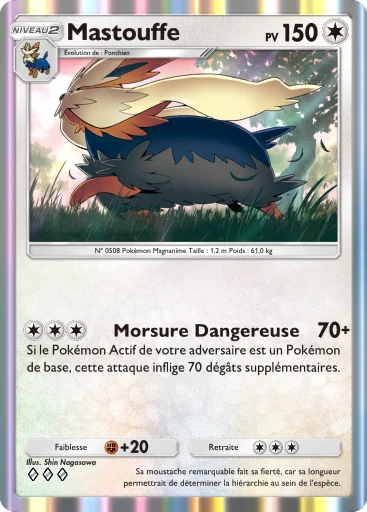 NIVEAU 2
Mastouffe
PV 150
Évolution de : Ponchien
N° 0508 Pokémon Magnanime Taille : 1,2 m Poids : 61,0 kg
Morsure Dangereuse 70+
Si le Pokémon Actif de votre adversaire est un Pokémon
de base, cette attaque inflige 70 dégâts supplémentaires.
Faiblesse +20 Retraite
Illus. Shin Nagasawa
Sa moustache remarquable fait sa fierté, car sa longueur
permettrait de déterminer la hiérarchie au sein de l'espèce.